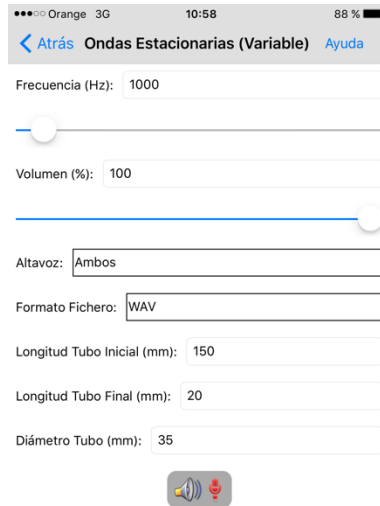 Orange 3G 10:58 88 %
Atrás Ondas Estacionarias (Variable) Ayuda
Frecuencia (Hz): 1000
Volumen (%): 100
Altavoz: Ambos
Formato Fichero: WAV
Longitud Tubo Inicial (mm): 150
Longitud Tubo Final (mm): 20
Diámetro Tubo (mm): 35